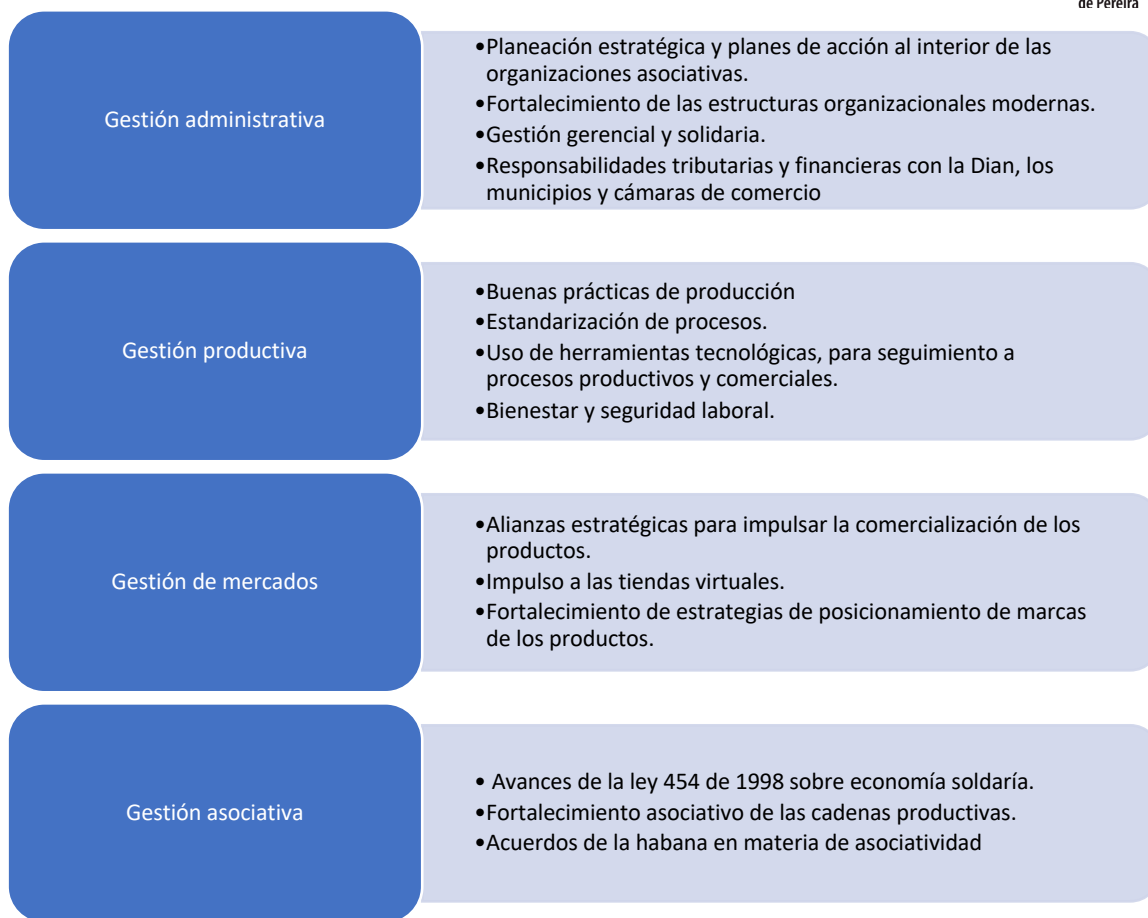 de Pereira
Gestión administrativa
•Planeación estratégica y planes de acción al interior de las
organizaciones asociativas.
•Fortalecimiento de las estructuras organizacionales modernas.
•Gestión gerencial y solidaria.
•Responsabilidades tributarias y financieras con la Dian, los
municipios y cámaras de comercio
Gestión productiva
•Buenas prácticas de producción
•Estandarización de procesos.
•Uso de herramientas tecnológicas, para seguimiento a
procesos productivos y comerciales.
•Bienestar y seguridad laboral.
Gestión de mercados
•Alianzas estratégicas para impulsar la comercialización de los
productos.
•Impulso a las tiendas virtuales.
•Fortalecimiento de estrategias de posicionamiento de marcas
de los productos.
Gestión asociativa
• Avances de la ley 454 de 1998 sobre economía soldaría.
•Fortalecimiento asociativo de las cadenas productivas.
•Acuerdos de la habana en materia de asociatividad